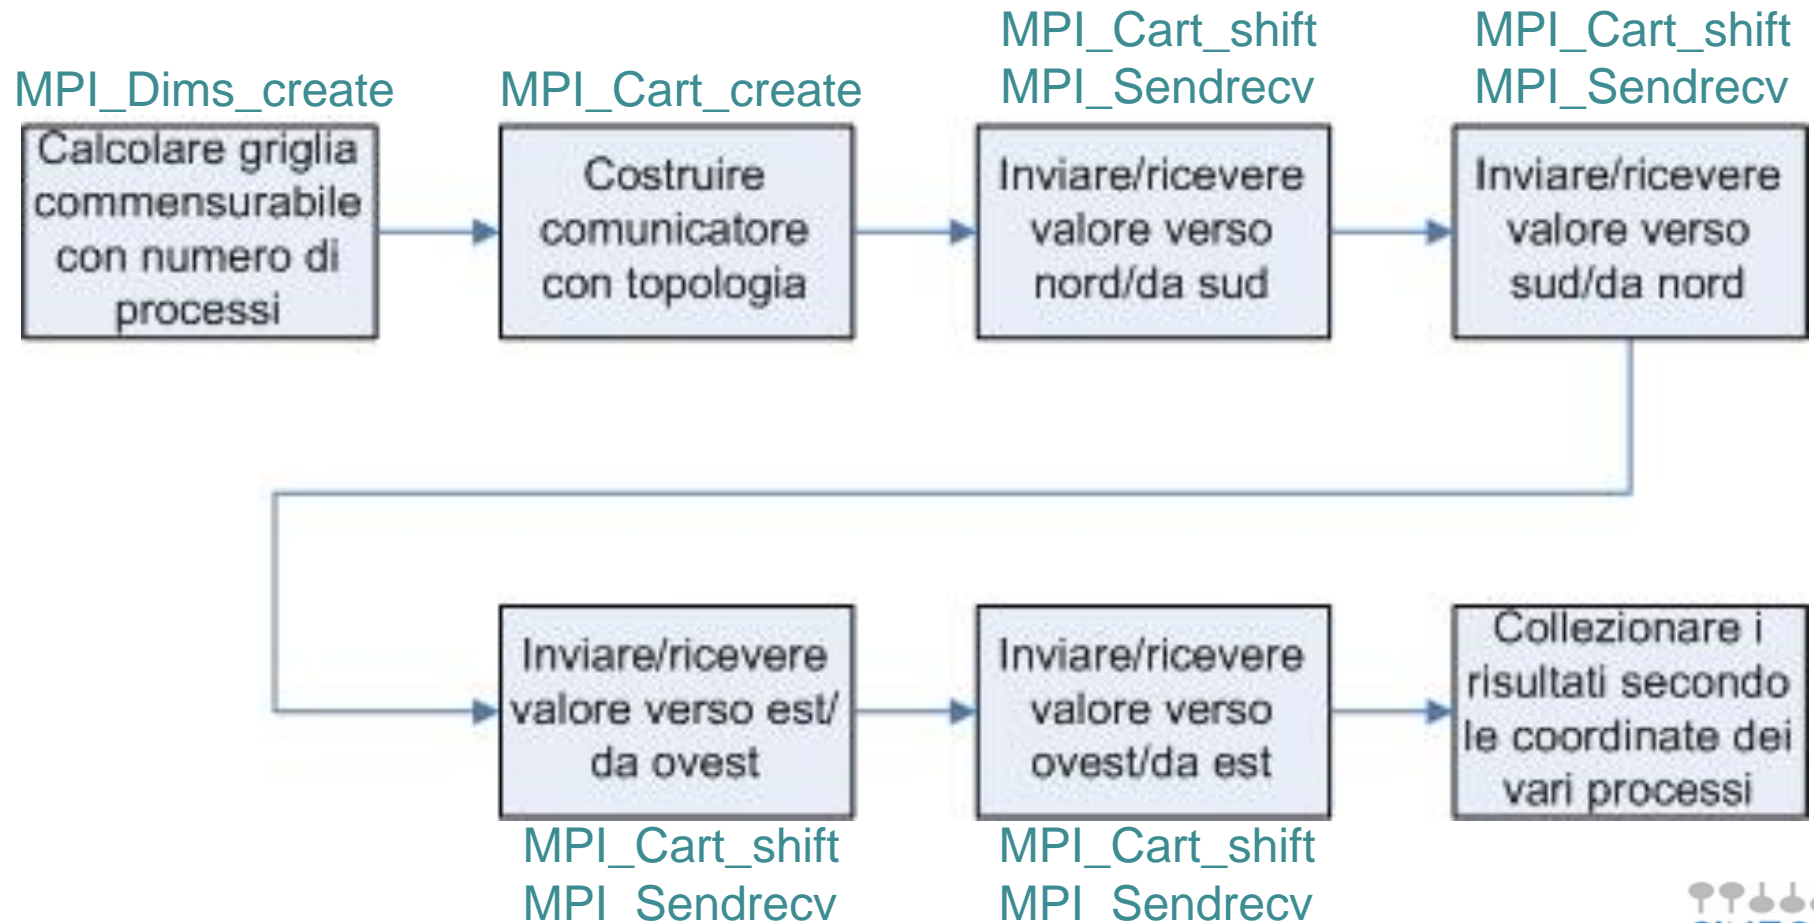 MPI_Dims_create
Calcolare griglia
commensurabile
con numero di
processi
MPI_Cart_create
Costruire
comunicatore
con topologia
MPI_Cart_shift
MPI_Sendrecv
Inviare/ricevere
valore verso
nord/da sud
MPI_Cart_shift
MPI_Sendrecv
Inviare/ricevere
valore verso
sud/da nord
Inviare/ricevere
valore verso est/
da ovest
MPI_Cart_shift
MPI_Sendrecv
Inviare/ricevere
valore verso
ovest/da est
MPI_Cart_shift
MPI_Sendrecv
Collezionare i
risultati secondo
le coordinate dei
vari processi